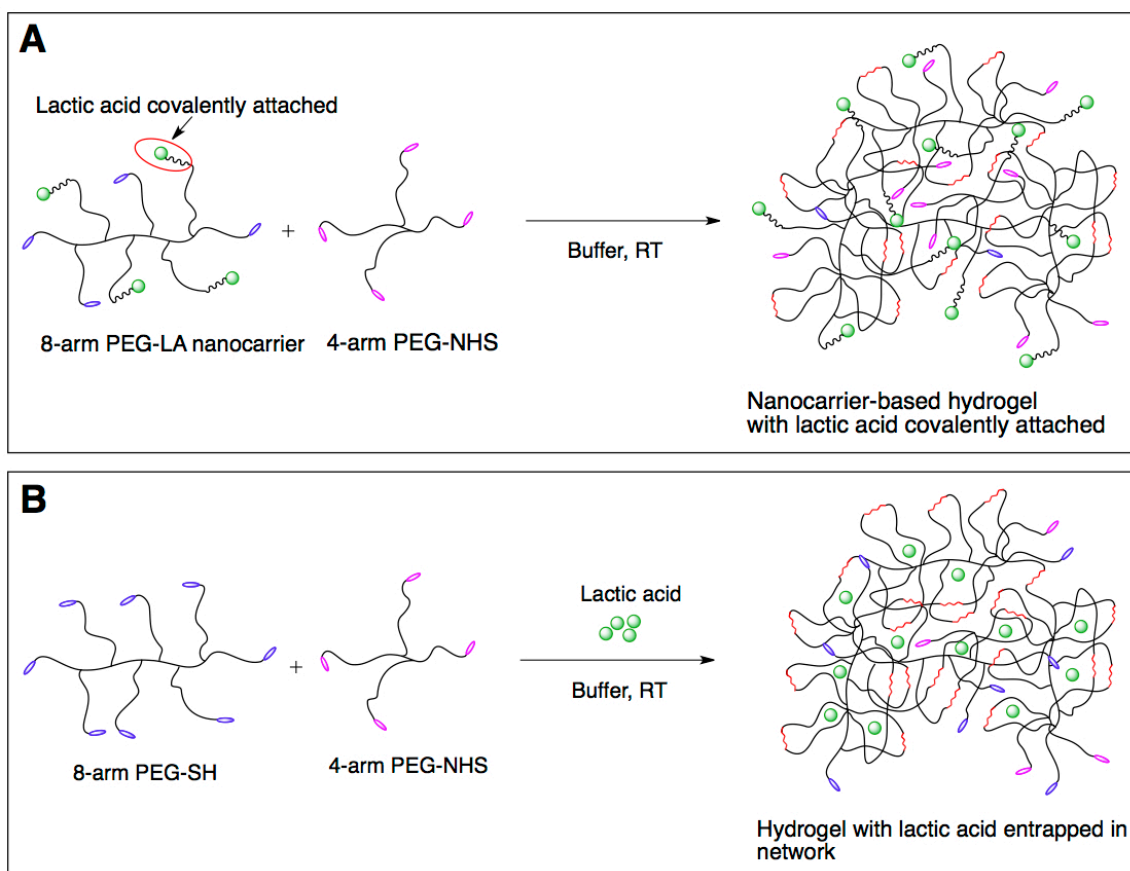 A
Lactic acid covalently attached
+
Buffer, RT
8-arm PEG-LA nanocarrier
4-arm PEG-NHS
Nanocarrier-based hydrogel
with lactic acid covalently attached
B
Lactic acid
+
Buffer, RT
8-arm PEG-SH
4-arm PEG-NHS
Hydrogel with lactic acid entrapped in
network